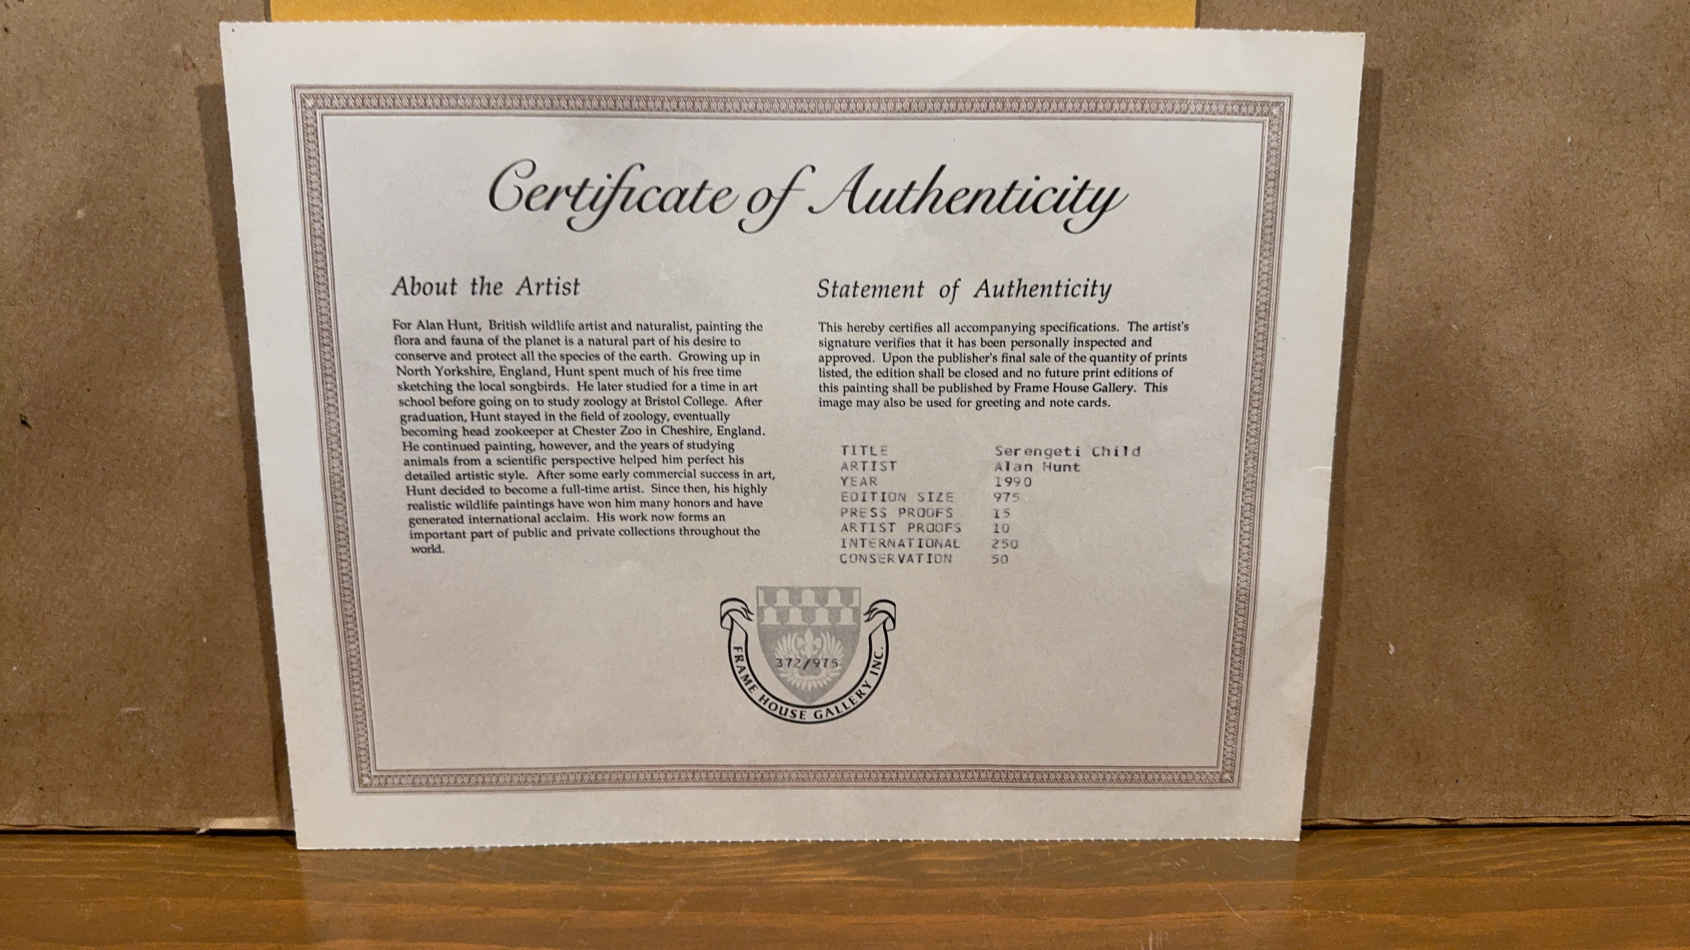 Certificate of Authenticity
About the Artist
For Alan Hunt, British wildlife artist and naturalist, painting the
flora and fauna of the planet is a natural part of his desire to
conserve and protect all the species of the earth. Growing up in
North Yorkshire, England, Hunt spent much of his free time
sketching the local songbirds. He later studied for a time in art
school before going on to study zoology at Bristol College. After
graduation, Hunt stayed in the field of zoology, eventually
becoming head zookeeper at Chester Zoo in Cheshire, England.
He continued painting, however, and the years of studying
animals from a scientific perspective helped him perfect his
detailed artistic style. After some early commercial success in art,
Hunt decided to become a full-time artist. Since then, his highly
realistic wildlife paintings have won him many honors and have
generated international acclaim. His work now forms an
important part of public and private collections throughout the
world.
Statement of Authenticity
This hereby certifies all accompanying specifications. The artist's
signature verifies that it has been personally inspected and
approved. Upon the publisher's final sale of the quantity of prints
listed, the edition shall be closed and no future print editions of
this painting shall be published by Frame House Gallery. This
image may also be used for greeting and note cards.
TITLE Serengeti Child
ARTIST Alan Hunt
YEAR 1990
EDITION SIZE 975
PRESS PROOFS 15
ARTIST PROOFS 10
INTERNATIONAL 250
CONSERVATION 50
372/975
FRAME HOUSE GALLERY INC.